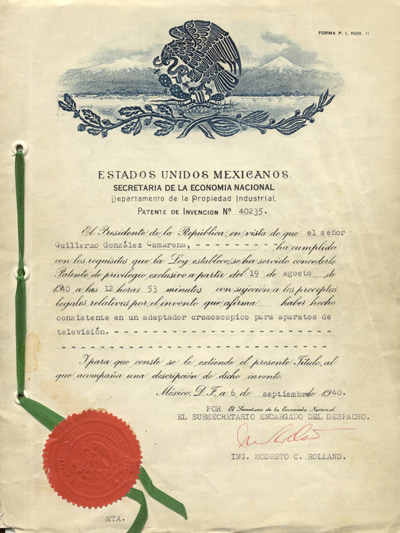 FORMA P. I. NUM. 71
ESTADOS UNIDOS MEXICANOS.
SECRETARIA DE LA ECONOMIA NACIONAL
Departamento de la Propiedad Industrial.
PATENTE DE INVENCION Nº 40235.
El Presidente de la República, en vista de que el señor
Guillermo González Camarena, - - - - - - - - ha cumplido
con los requisitos que la Ley establece, se ha servido concederle
Patente de privilegio exclusivo a partir del 19 de agosto de
1940 a las 12 horas 53 minutos con sujeción a los preceptos
legales relativos por el invento que afirma haber hecho
consistente en un adaptador cromoscopico para aparatos de
televisión.
I para que conste se le extiende el presente Título, al
que acompaña una descripción de dicho invento.
México, D. F., a 6 de septiembre de 1940.
POR El Secretario de la Economía Nacional
EL SUBSECRETARIO ENCARGADO DEL DESPACHO.
ING. MODESTO C. ROLLAND.
MTA.